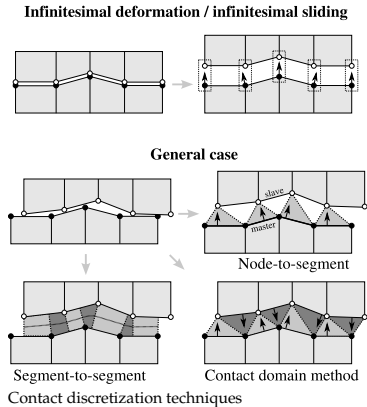 Infinitesimal deformation / infinitesimal sliding
General case
slave
master
Node-to-segment
Segment-to-segment
Contact domain method
Contact discretization techniques